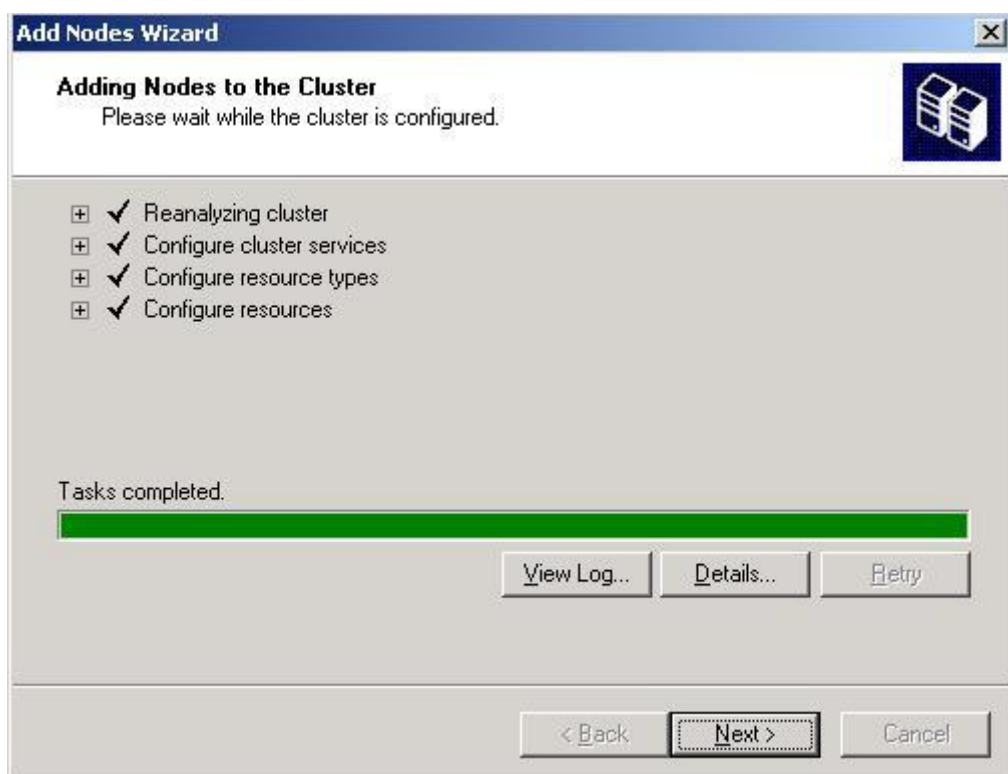 Add Nodes Wizard
Adding Nodes to the Cluster
Please wait while the cluster is configured.
Reanalyzing cluster
Configure cluster services
Configure resource types
Configure resources
Tasks completed.
View Log... Details... Retry
< Back Next > Cancel